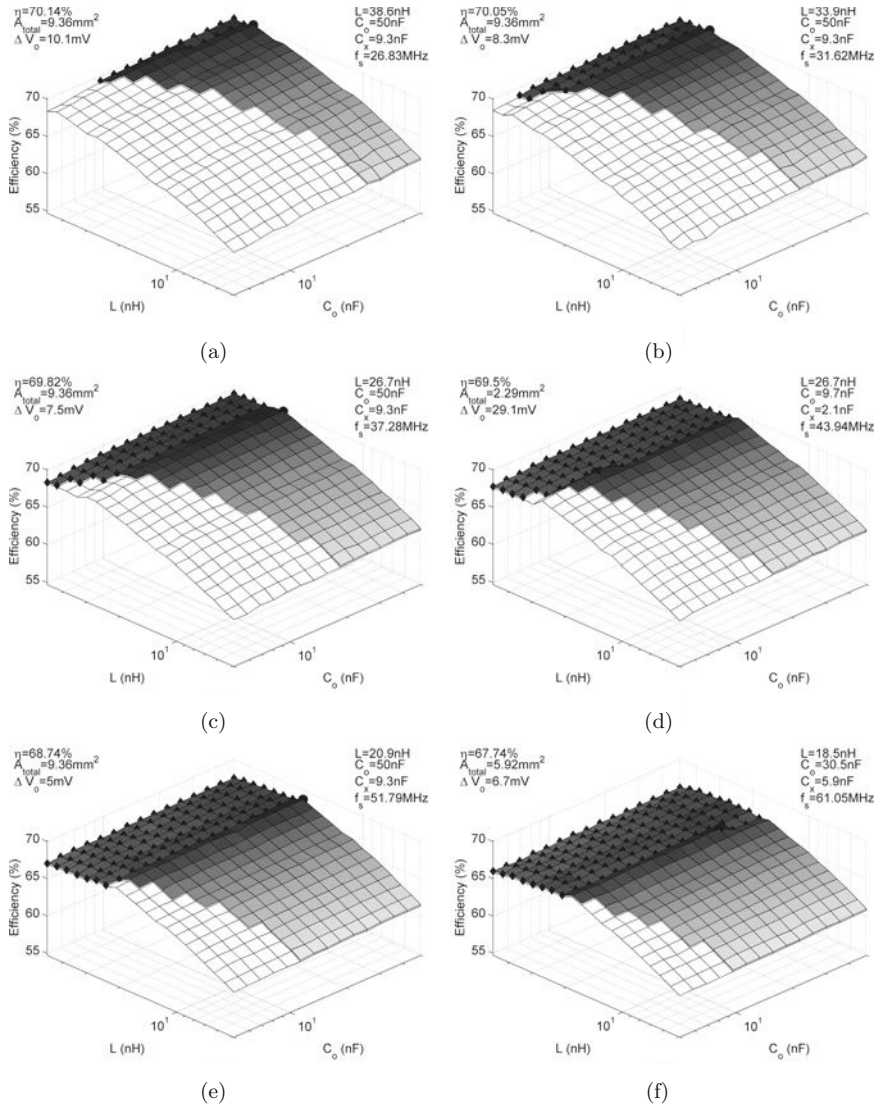 η=70.14%
A_total=9.36mm²
Δ V_o=10.1mV
L=38.6nH
C_o=50nF
C_x=9.3nF
f_s=26.83MHz
70
65
60
55
Efficiency (%)
10¹
10¹
L (nH)
C_o (nF)
(a)
η=70.05%
A_total=9.36mm²
Δ V_o=8.3mV
L=33.9nH
C_o=50nF
C_x=9.3nF
f_s=31.62MHz
70
65
60
55
Efficiency (%)
10¹
10¹
L (nH)
C_o (nF)
(b)
η=69.82%
A_total=9.36mm²
Δ V_o=7.5mV
L=26.7nH
C_o=50nF
C_x=9.3nF
f_s=37.28MHz
70
65
60
55
Efficiency (%)
10¹
10¹
L (nH)
C_o (nF)
(c)
η=69.5%
A_total=2.29mm²
Δ V_o=29.1mV
L=26.7nH
C_o=9.7nF
C_x=2.1nF
f_s=43.94MHz
70
65
60
55
Efficiency (%)
10¹
10¹
L (nH)
C_o (nF)
(d)
η=68.74%
A_total=9.36mm²
Δ V_o=5mV
L=20.9nH
C_o=50nF
C_x=9.3nF
f_s=51.79MHz
70
65
60
55
Efficiency (%)
10¹
10¹
L (nH)
C_o (nF)
(e)
η=67.74%
A_total=5.92mm²
Δ V_o=6.7mV
L=18.5nH
C_o=30.5nF
C_x=5.9nF
f_s=61.05MHz
70
65
60
55
Efficiency (%)
10¹
10¹
L (nH)
C_o (nF)
(f)